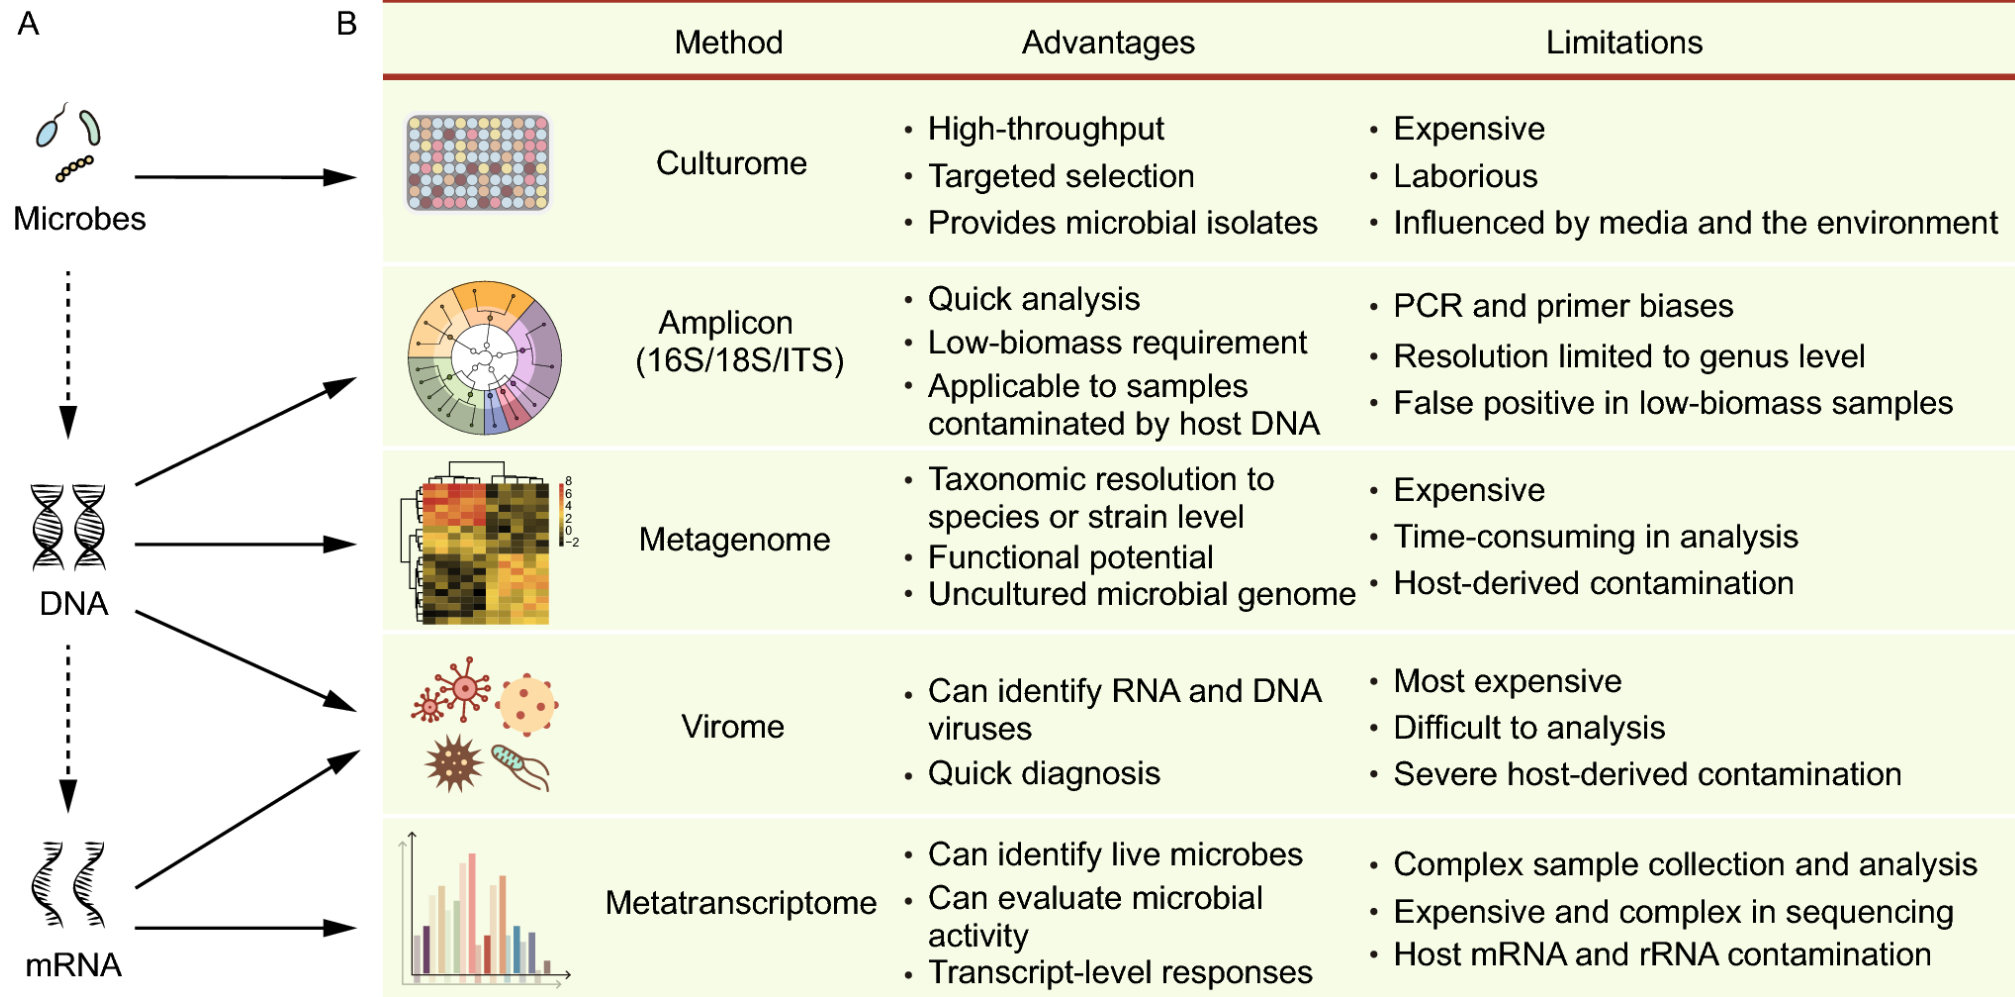 A
B
Method
Advantages
Limitations
Microbes
DNA
mRNA
Culturome
• High-throughput
• Targeted selection
• Provides microbial isolates
• Expensive
• Laborious
• Influenced by media and the environment
Amplicon
(16S/18S/ITS)
• Quick analysis
• Low-biomass requirement
• Applicable to samples
contaminated by host DNA
• PCR and primer biases
• Resolution limited to genus level
• False positive in low-biomass samples
8
6
4
2
0
−2
Metagenome
• Taxonomic resolution to
species or strain level
• Functional potential
• Uncultured microbial genome
• Expensive
• Time-consuming in analysis
• Host-derived contamination
Virome
• Can identify RNA and DNA
viruses
• Quick diagnosis
• Most expensive
• Difficult to analysis
• Severe host-derived contamination
Metatranscriptome
• Can identify live microbes
• Can evaluate microbial
activity
• Transcript-level responses
• Complex sample collection and analysis
• Expensive and complex in sequencing
• Host mRNA and rRNA contamination